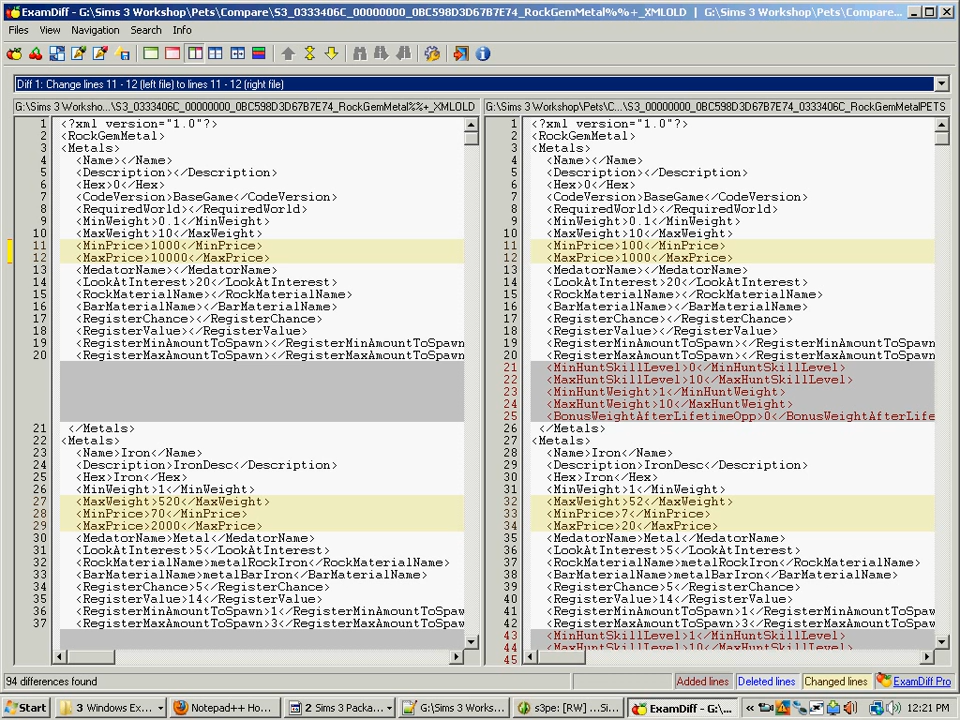 ExamDiff - G:\Sims 3 Workshop\Pets\Compare\S3_0333406C_00000000_0BC598D3D67B7E74_RockGemMetal%%+_XMLOLD | G:\Sims 3 Workshop\Pets\Compare...
Files View Navigation Search Info
Diff 1: Change lines 11 - 12 (left file) to lines 11 - 12 (right file)
G:\Sims 3 Worksho...\S3_0333406C_00000000_0BC598D3D67B7E74_RockGemMetal%%+_XMLOLD
1 <?xml version="1.0"?>
2 <RockGemMetal>
3 <Metals>
4 <Name></Name>
5 <Description></Description>
6 <Hex>0</Hex>
7 <CodeVersion>BaseGame</CodeVersion>
8 <RequiredWorld></RequiredWorld>
9 <MinWeight>0.1</MinWeight>
10 <MaxWeight>10</MaxWeight>
11 <MinPrice>1000</MinPrice>
12 <MaxPrice>10000</MaxPrice>
13 <MedatorName></MedatorName>
14 <LookAtInterest>20</LookAtInterest>
15 <RockMaterialName></RockMaterialName>
16 <BarMaterialName></BarMaterialName>
17 <RegisterChance></RegisterChance>
18 <RegisterValue></RegisterValue>
19 <RegisterMinAmountToSpawn></RegisterMinAmountToSpawn
20 <RegisterMaxAmountToSpawn></RegisterMaxAmountToSpawn
21 </Metals>
22 <Metals>
23 <Name>Iron</Name>
24 <Description>IronDesc</Description>
25 <Hex>Iron</Hex>
26 <MinWeight>1</MinWeight>
27 <MaxWeight>520</MaxWeight>
28 <MinPrice>70</MinPrice>
29 <MaxPrice>2000</MaxPrice>
30 <MedatorName>Metal</MedatorName>
31 <LookAtInterest>5</LookAtInterest>
32 <RockMaterialName>metalRockIron</RockMaterialName>
33 <BarMaterialName>metalBarIron</BarMaterialName>
34 <RegisterChance>5</RegisterChance>
35 <RegisterValue>14</RegisterValue>
36 <RegisterMinAmountToSpawn>1</RegisterMinAmountToSpaw
37 <RegisterMaxAmountToSpawn>3</RegisterMaxAmountToSpaw
G:\Sims 3 Workshop\Pets\C...\S3_00000000_0BC598D3D67B7E74_0333406C_RockGemMetalPETS
1 <?xml version="1.0"?>
2 <RockGemMetal>
3 <Metals>
4 <Name></Name>
5 <Description></Description>
6 <Hex>0</Hex>
7 <CodeVersion>BaseGame</CodeVersion>
8 <RequiredWorld></RequiredWorld>
9 <MinWeight>0.1</MinWeight>
10 <MaxWeight>10</MaxWeight>
11 <MinPrice>100</MinPrice>
12 <MaxPrice>1000</MaxPrice>
13 <MedatorName></MedatorName>
14 <LookAtInterest>20</LookAtInterest>
15 <RockMaterialName></RockMaterialName>
16 <BarMaterialName></BarMaterialName>
17 <RegisterChance></RegisterChance>
18 <RegisterValue></RegisterValue>
19 <RegisterMinAmountToSpawn></RegisterMinAmountToSpawn
20 <RegisterMaxAmountToSpawn></RegisterMaxAmountToSpawn
21 <MinHuntSkillLevel>0</MinHuntSkillLevel>
22 <MaxHuntSkillLevel>10</MaxHuntSkillLevel>
23 <MinHuntWeight>1</MinHuntWeight>
24 <MaxHuntWeight>10</MaxHuntWeight>
25 <BonusWeightAfterLifetimeOpp>0</BonusWeightAfterLife
26 </Metals>
27 <Metals>
28 <Name>Iron</Name>
29 <Description>IronDesc</Description>
30 <Hex>Iron</Hex>
31 <MinWeight>1</MinWeight>
32 <MaxWeight>52</MaxWeight>
33 <MinPrice>7</MinPrice>
34 <MaxPrice>20</MaxPrice>
35 <MedatorName>Metal</MedatorName>
36 <LookAtInterest>5</LookAtInterest>
37 <RockMaterialName>metalRockIron</RockMaterialName>
38 <BarMaterialName>metalBarIron</BarMaterialName>
39 <RegisterChance>5</RegisterChance>
40 <RegisterValue>14</RegisterValue>
41 <RegisterMinAmountToSpawn>1</RegisterMinAmountToSpaw
42 <RegisterMaxAmountToSpawn>3</RegisterMaxAmountToSpaw
43 <MinHuntSkillLevel>1</MinHuntSkillLevel>
44 <MaxHuntSkillLevel>10</MaxHuntSkillLevel>
45
94 differences found Added lines Deleted lines Changed lines ExamDiff Pro
Start 3 Windows Ex... Notepad++ Ho... 2 Sims 3 Packa... G:\Sims 3 Works... s3pe: [RW] ...Si... ExamDiff - G:\... 12:21 PM